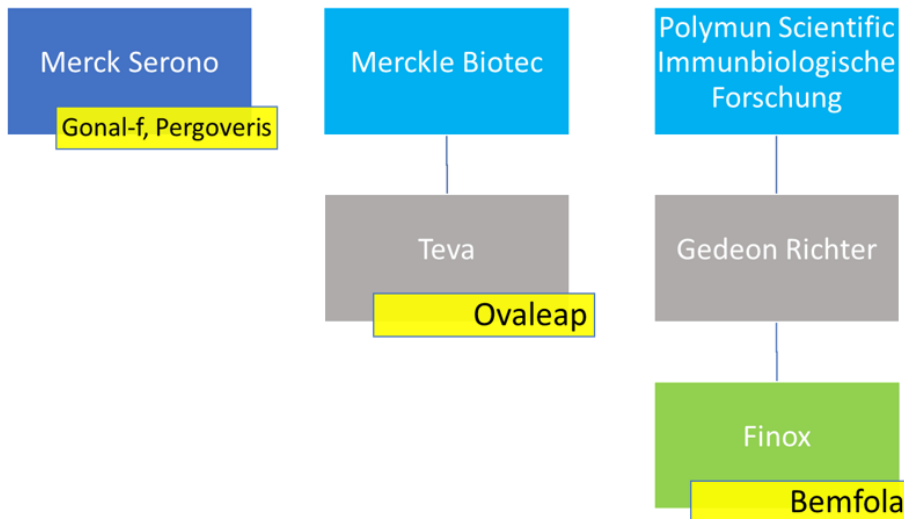 Merck Serono
Gonal-f, Pergoveris
Merckle Biotec
Teva
Ovaleap
Polymun Scientific
Immunbiologische
Forschung
Gedeon Richter
Finox
Bemfola